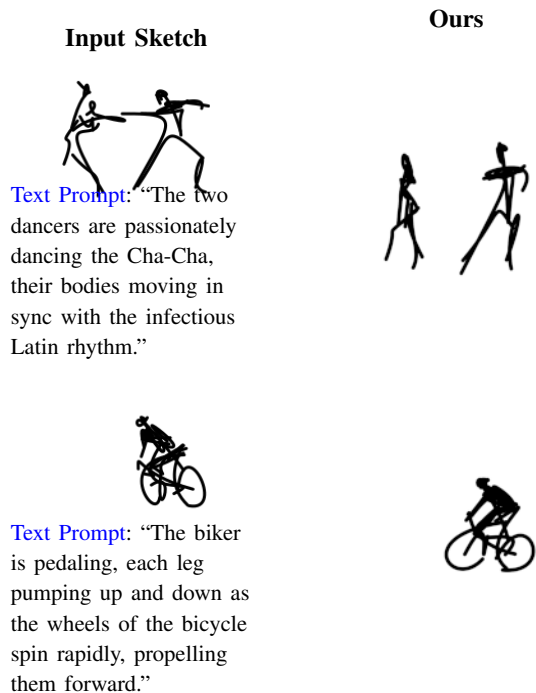 Input Sketch
Ours
Text Prompt: “The two
dancers are passionately
dancing the Cha-Cha,
their bodies moving in
sync with the infectious
Latin rhythm.”
Text Prompt: “The biker
is pedaling, each leg
pumping up and down as
the wheels of the bicycle
spin rapidly, propelling
them forward.”